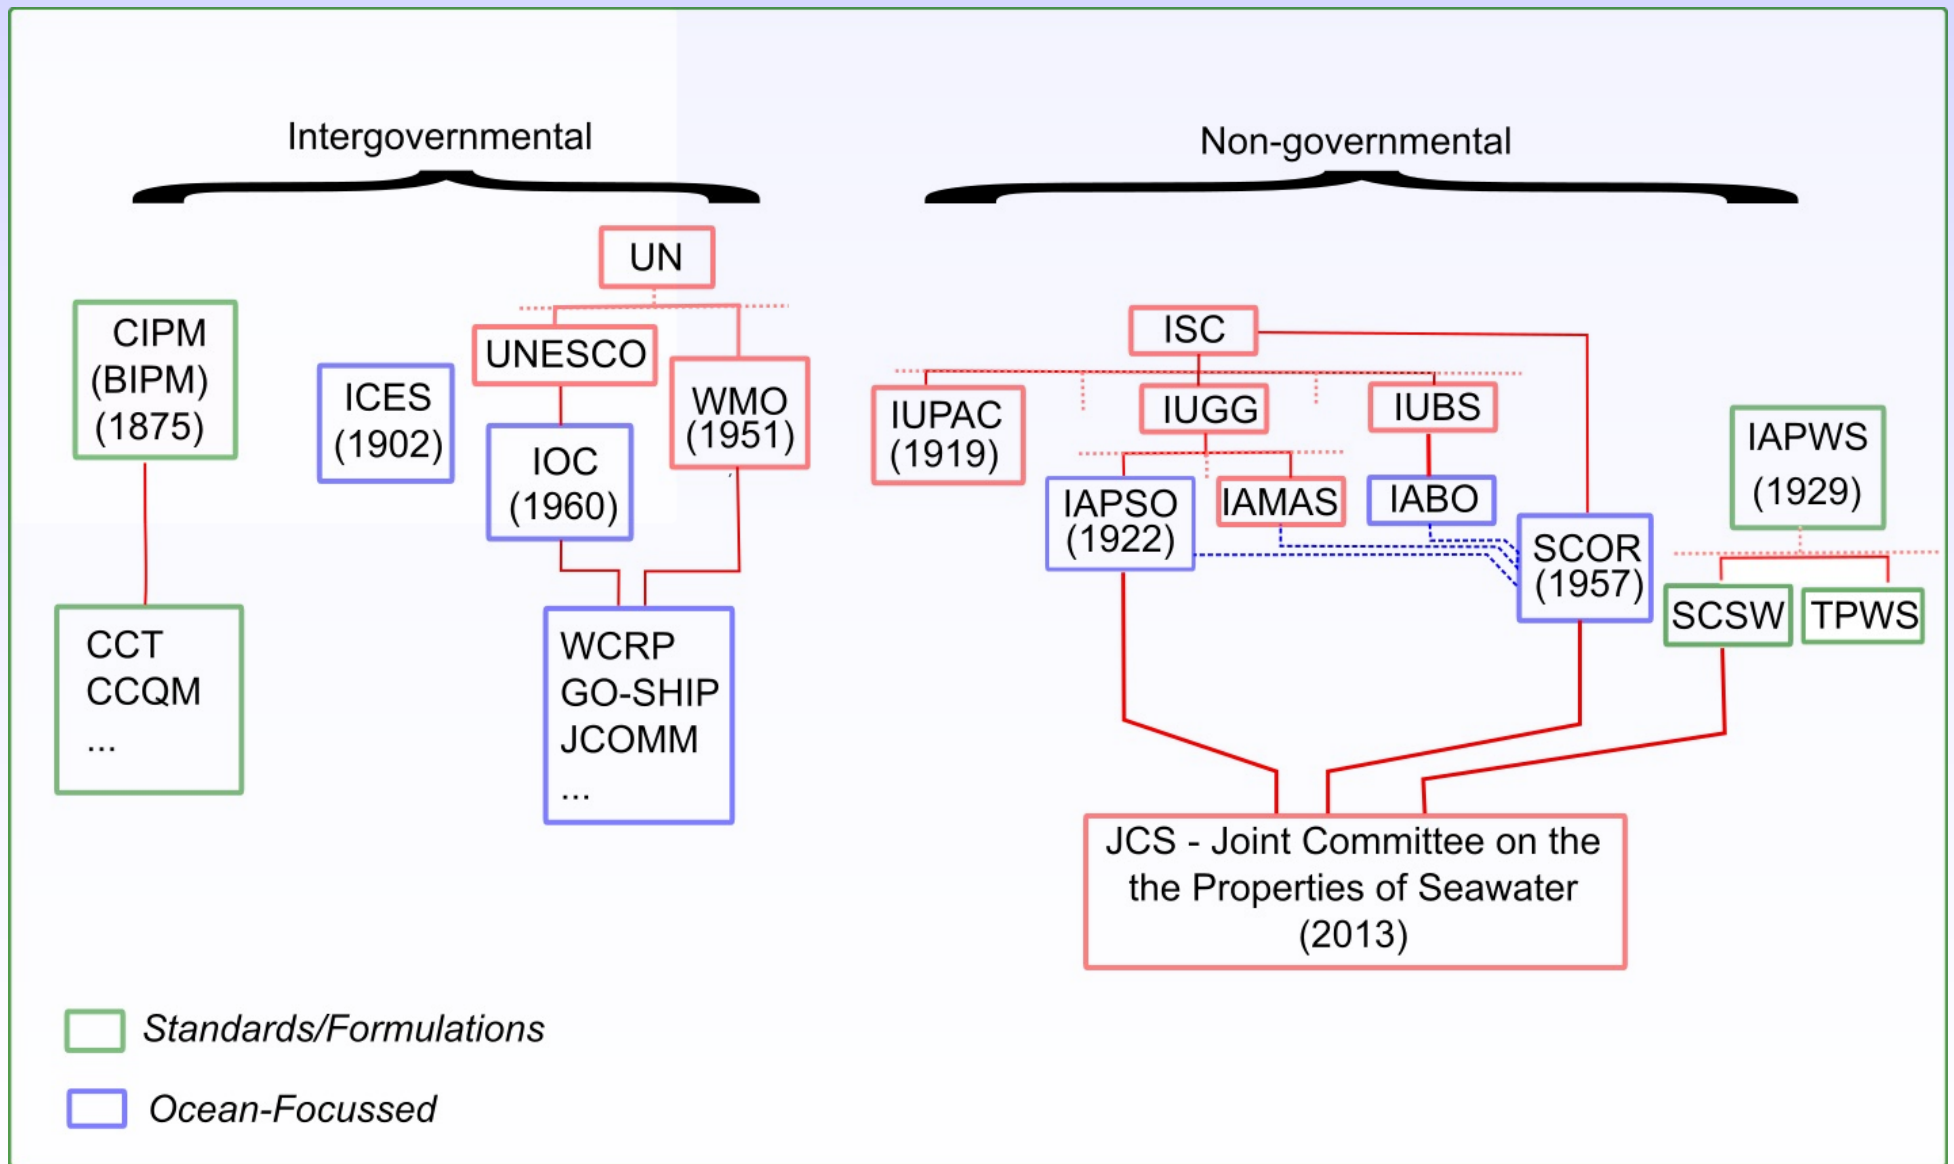 Intergovernmental
Non-governmental
UN
CIPM
(BIPM)
(1875)
ICES
(1902)
UNESCO
WMO
(1951)
IOC
(1960)
CCT
CCQM
...
WCRP
GO-SHIP
JCOMM
...
ISC
IUPAC
(1919)
IUGG
IUBS
IAPSO
(1922)
IAMAS
IABO
SCOR
(1957)
IAPWS
(1929)
SCSW
TPWS
JCS - Joint Committee on the
the Properties of Seawater
(2013)
Standards/Formulations
Ocean-Focussed